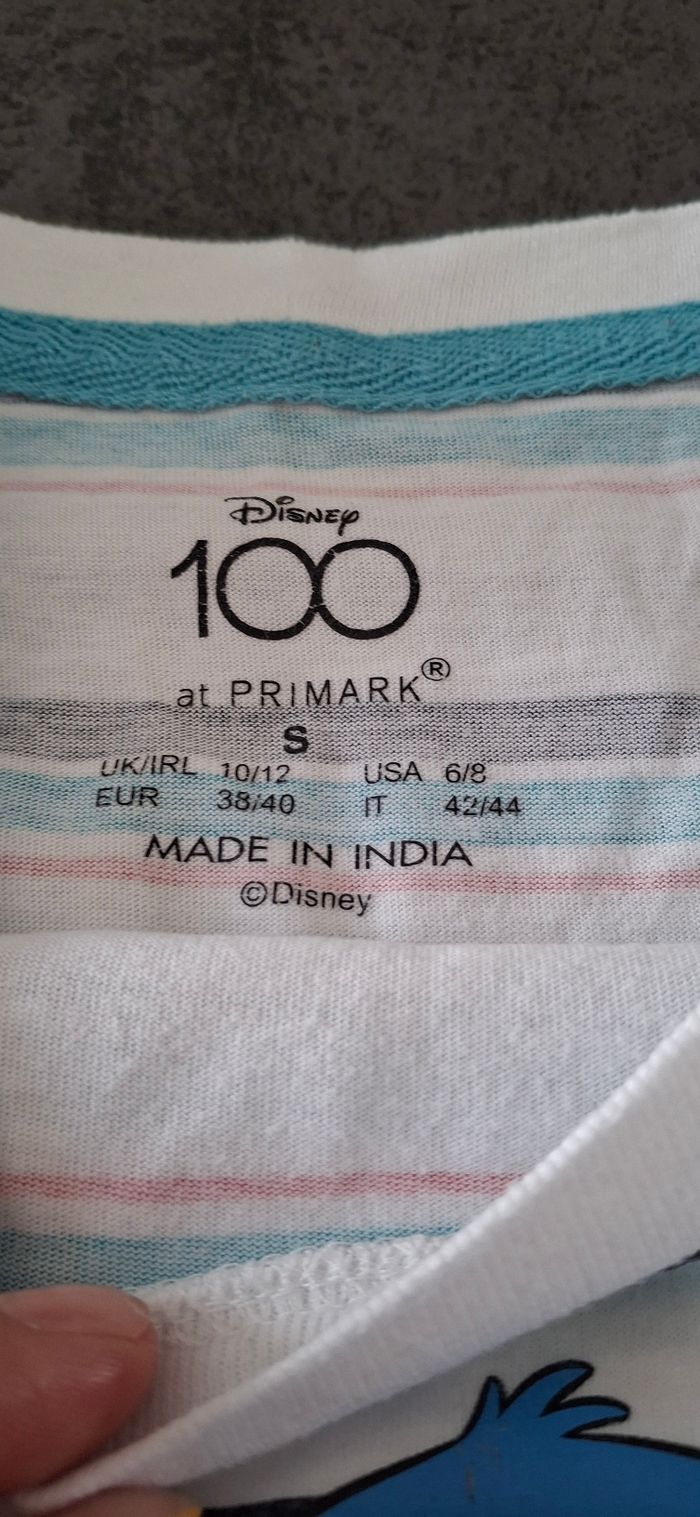 Disney
100
at PRIMARK®
S
UK/IRL 10/12 USA 6/8
EUR 38/40 IT 42/44
MADE IN INDIA
©Disney